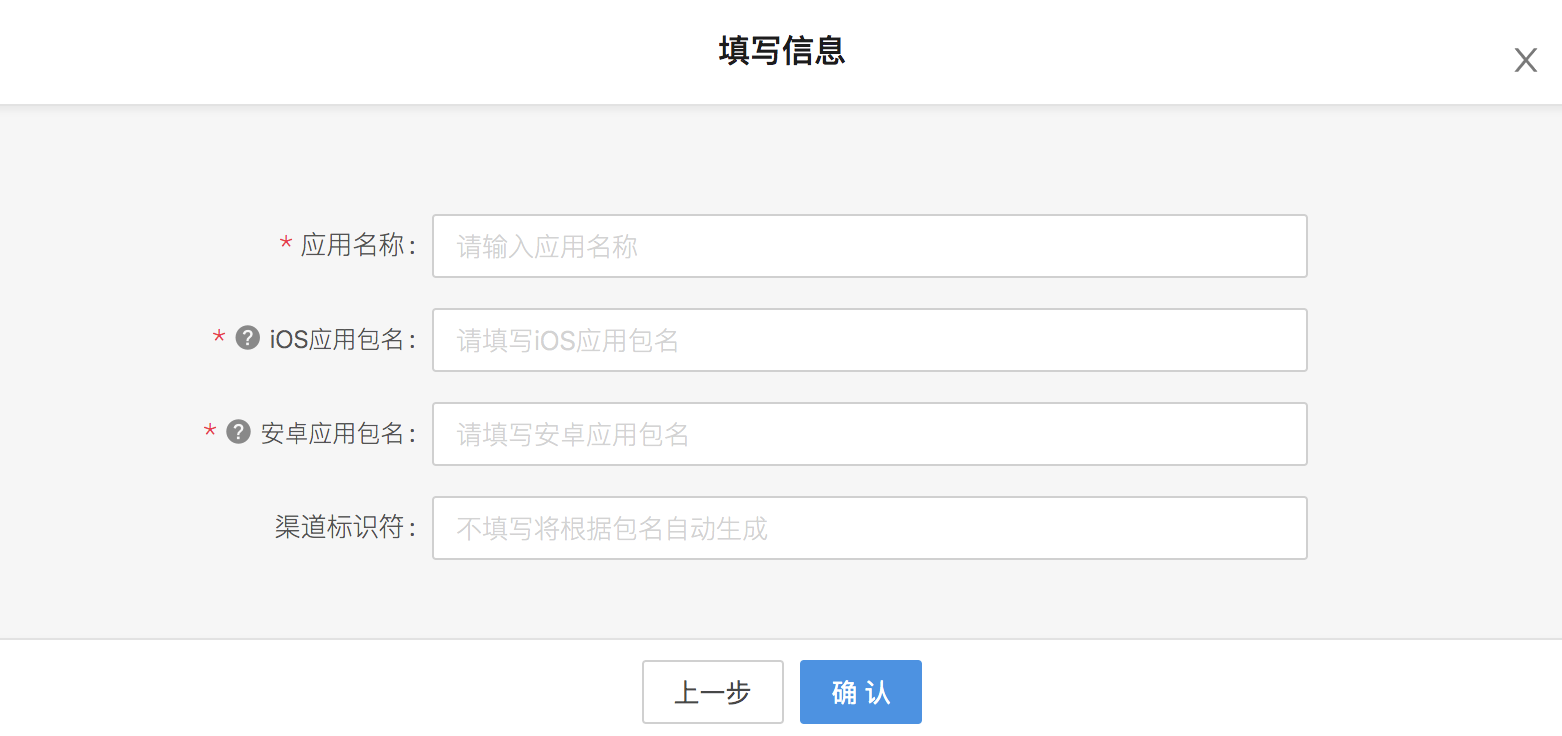 填写信息
* 应用名称:
请输入应用名称
* iOS应用包名:
请填写iOS应用包名
* 安卓应用包名:
请填写安卓应用包名
渠道标识符:
不填写将根据包名自动生成
上一步
确 认